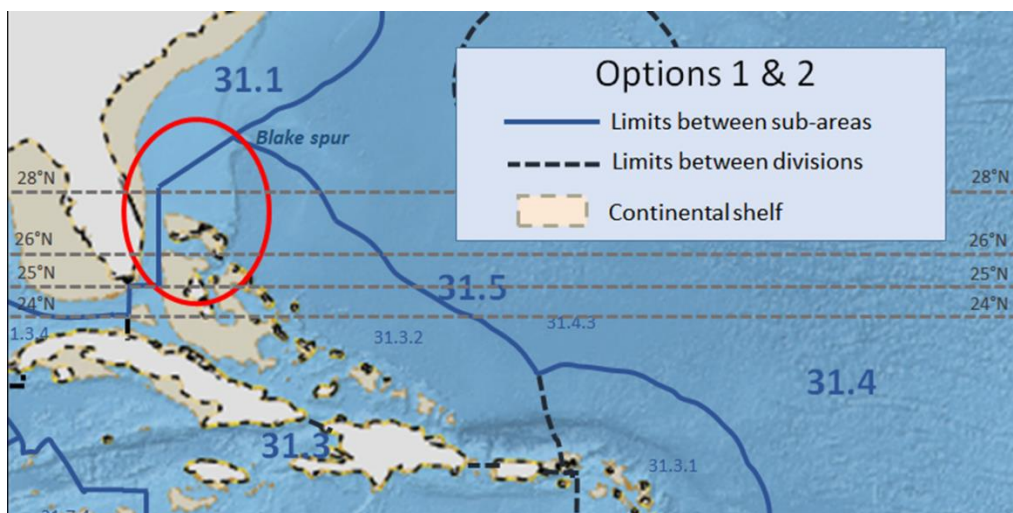 31.1
Options 1 & 2
Limits between sub-areas
Blake spur
Limits between divisions
28°N
28°N
Continental shelf
26°N
26°N
25°N
25°N
31.5
24°N
24°N
1.3.4
31.3.2
31.4.3
31.4
31.3
31.3.1